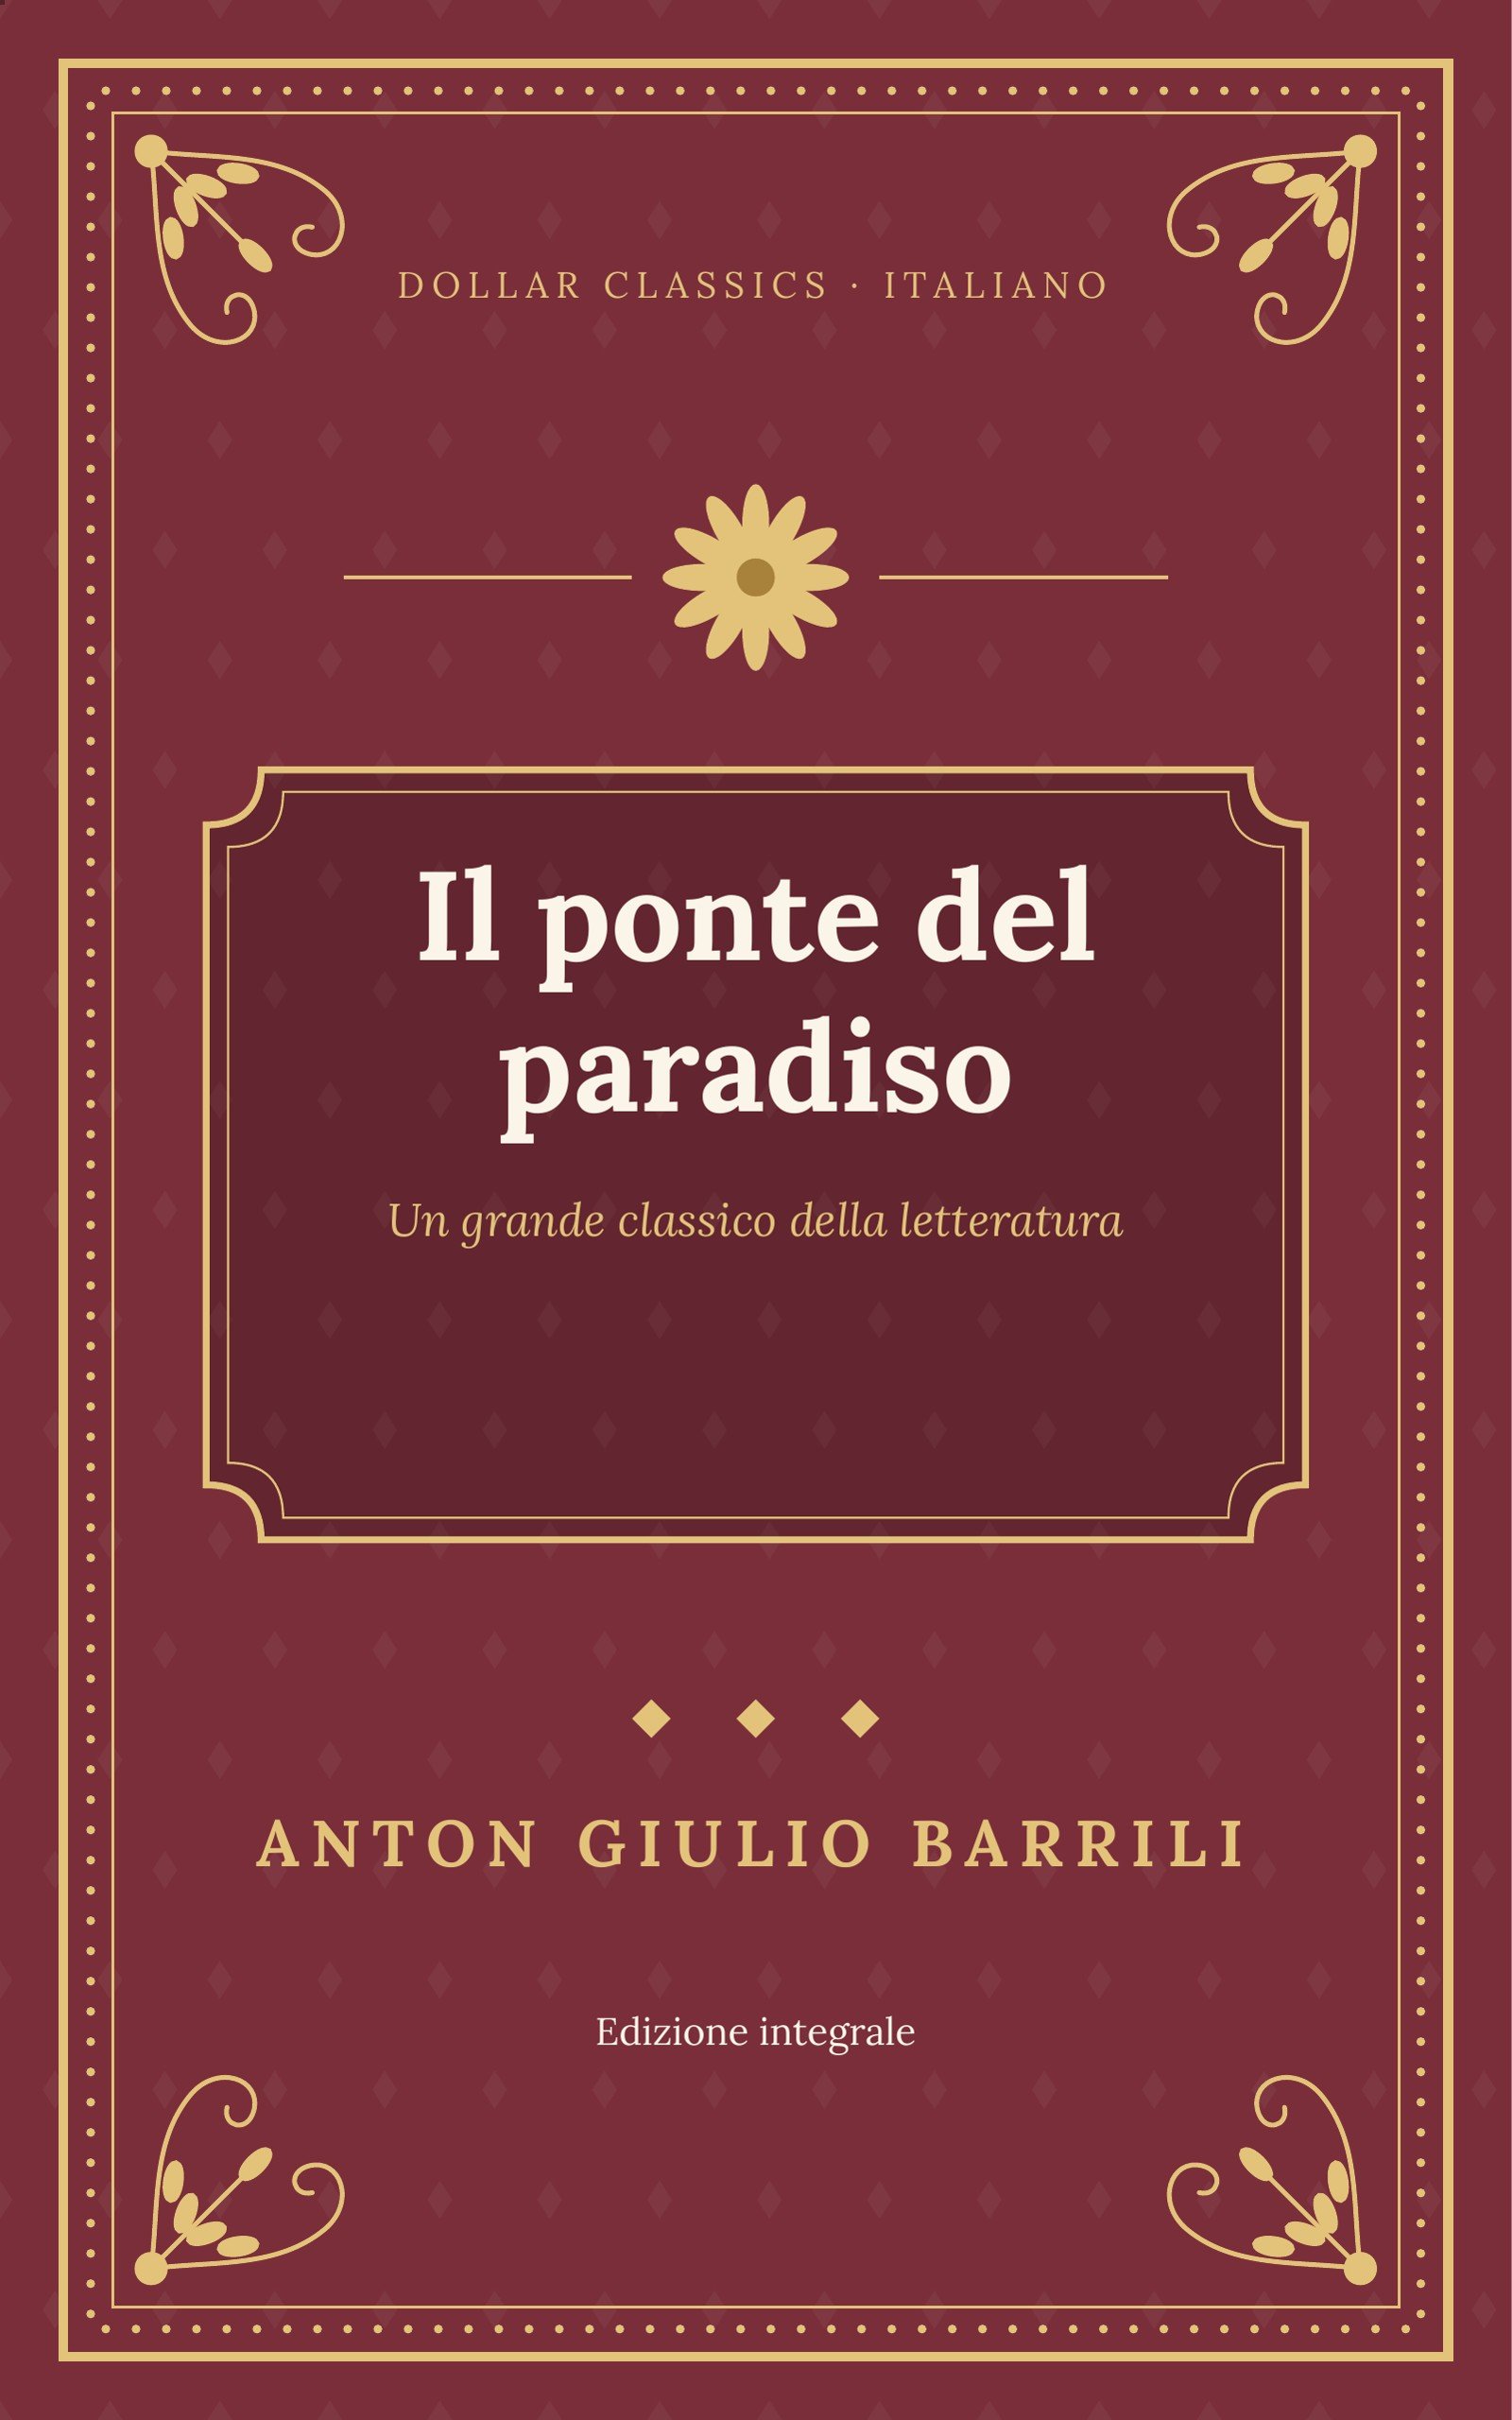 DOLLAR CLASSICS · ITALIANO
Il ponte del
paradiso
Un grande classico della letteratura
ANTON GIULIO BARRILI
Edizione integrale